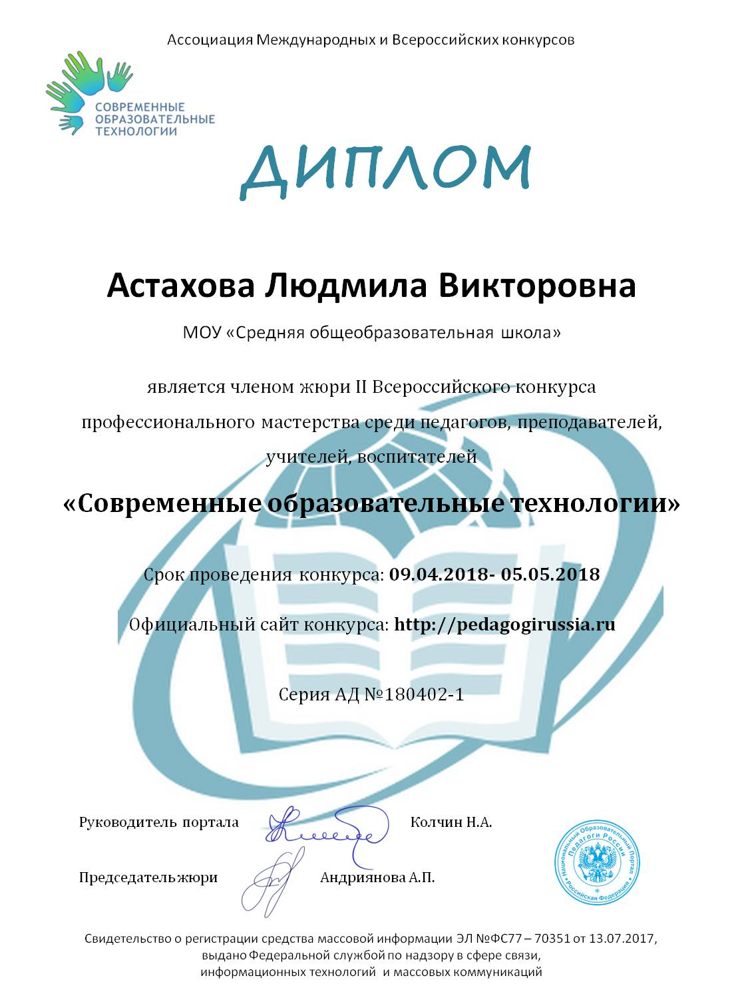 Ассоциация Международных и Всероссийских конкурсов
СОВРЕМЕННЫЕ
ОБРАЗОВАТЕЛЬНЫЕ
ТЕХНОЛОГИИ
ДИПЛОМ
Астахова Людмила Викторовна
МОУ «Средняя общеобразовательная школа»
является членом жюри II Всероссийского конкурса
профессионального мастерства среди педагогов, преподавателей,
учителей, воспитателей
«Современные образовательные технологии»
Срок проведения конкурса: 09.04.2018- 05.05.2018
Официальный сайт конкурса: http://pedagogirussia.ru
Серия АД №180402-1
Руководитель портала Колчин Н.А.
Председатель жюри Андриянова А.П.
Национальный Образовательный Портал
Педагоги России
* Российская Федерация *
Свидетельство о регистрации средства массовой информации ЭЛ №ФС77 – 70351 от 13.07.2017,
выдано Федеральной службой по надзору в сфере связи,
информационных технологий и массовых коммуникаций